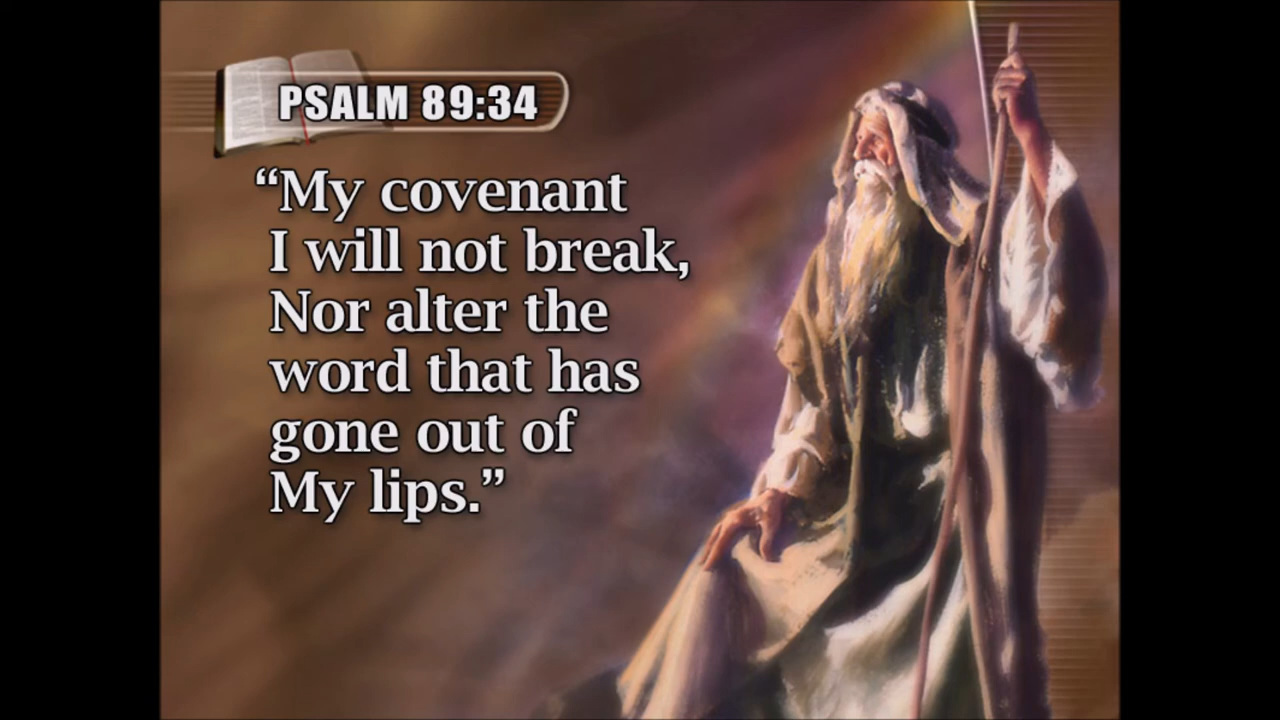 PSALM 89:34
“My covenant
I will not break,
Nor alter the
word that has
gone out of
My lips.”